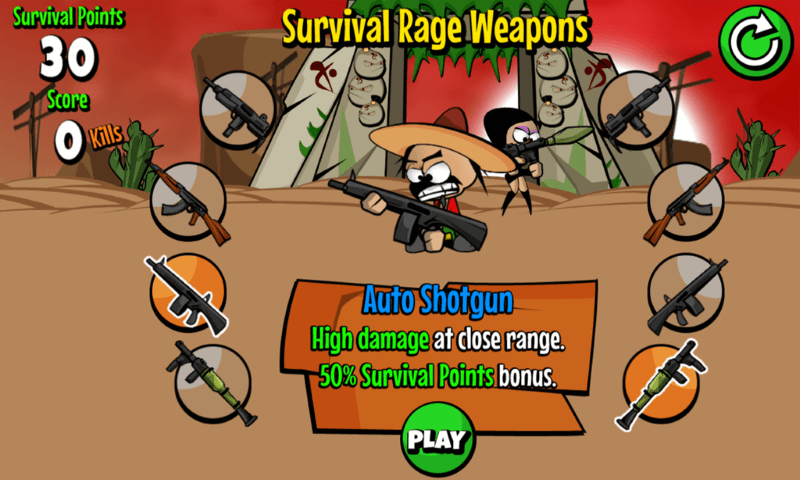 Survival Points
30
Score
0 Kills
Survival Rage Weapons
Auto Shotgun
High damage at close range.
50% Survival Points bonus.
PLAY